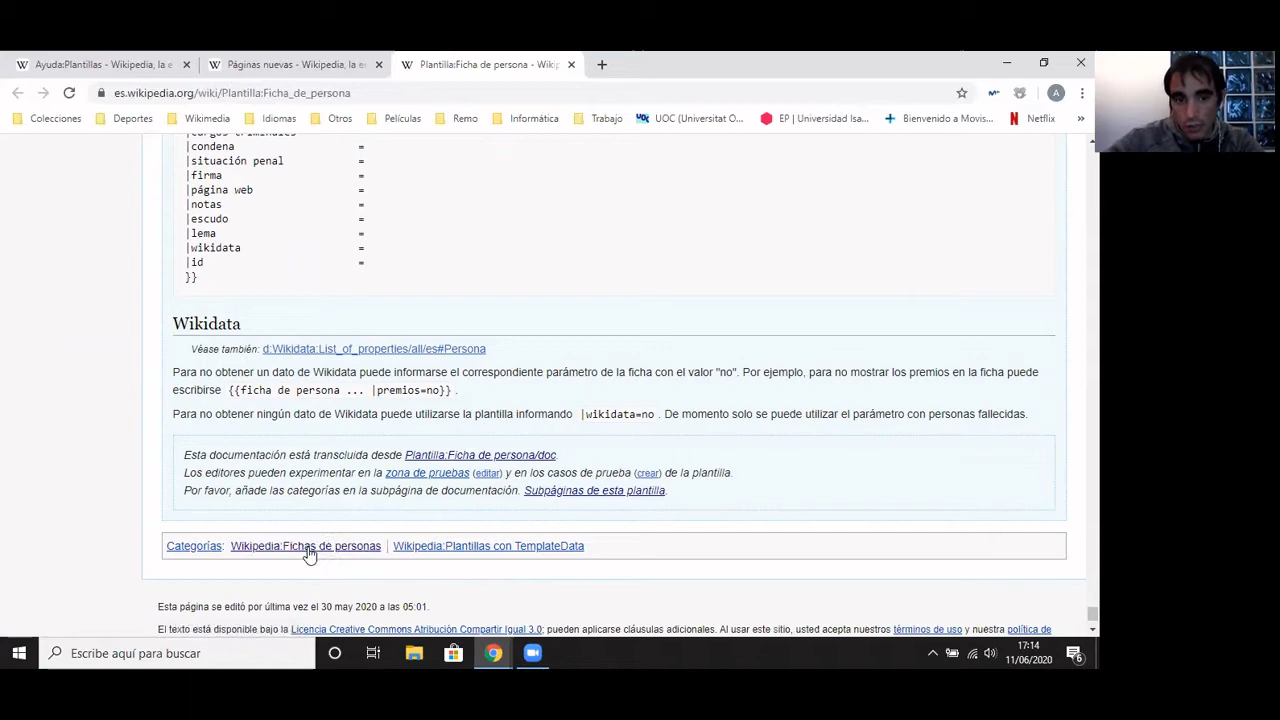 Ayuda:Plantillas - Wikipedia, la e
Páginas nuevas - Wikipedia, la en
Plantilla:Ficha de persona - Wikip
es.wikipedia.org/wiki/Plantilla:Ficha_de_persona
A
Colecciones
Deportes
Wikimedia
Idiomas
Otros
Películas
Remo
Informática
Trabajo
UOC (Universitat O...
EP | Universidad Isa...
Bienvenido a Movis...
Netflix
|cargos criminales
|condena =
|situación penal =
|firma =
|página web =
|notas =
|escudo =
|lema =
|wikidata =
|id =
}}
Wikidata
Véase también: d:Wikidata:List_of_properties/all/es#Persona
Para no obtener un dato de Wikidata puede informarse el correspondiente parámetro de la ficha con el valor "no". Por ejemplo, para no mostrar los premios en la ficha puede
escribirse {{ficha de persona ... |premios=no}}.
Para no obtener ningún dato de Wikidata puede utilizarse la plantilla informando |wikidata=no. De momento solo se puede utilizar el parámetro con personas fallecidas.
Esta documentación está transcluida desde Plantilla:Ficha de persona/doc.
Los editores pueden experimentar en la zona de pruebas (editar) y en los casos de prueba (crear) de la plantilla.
Por favor, añade las categorías en la subpágina de documentación. Subpáginas de esta plantilla.
Categorías: Wikipedia:Fichas de personas | Wikipedia:Plantillas con TemplateData
Esta página se editó por última vez el 30 may 2020 a las 05:01.
El texto está disponible bajo la Licencia Creative Commons Atribución Compartir Igual 3.0; pueden aplicarse cláusulas adicionales. Al usar este sitio, usted acepta nuestros términos de uso y nuestra política de
Escribe aquí para buscar
17:14
11/06/2020
6